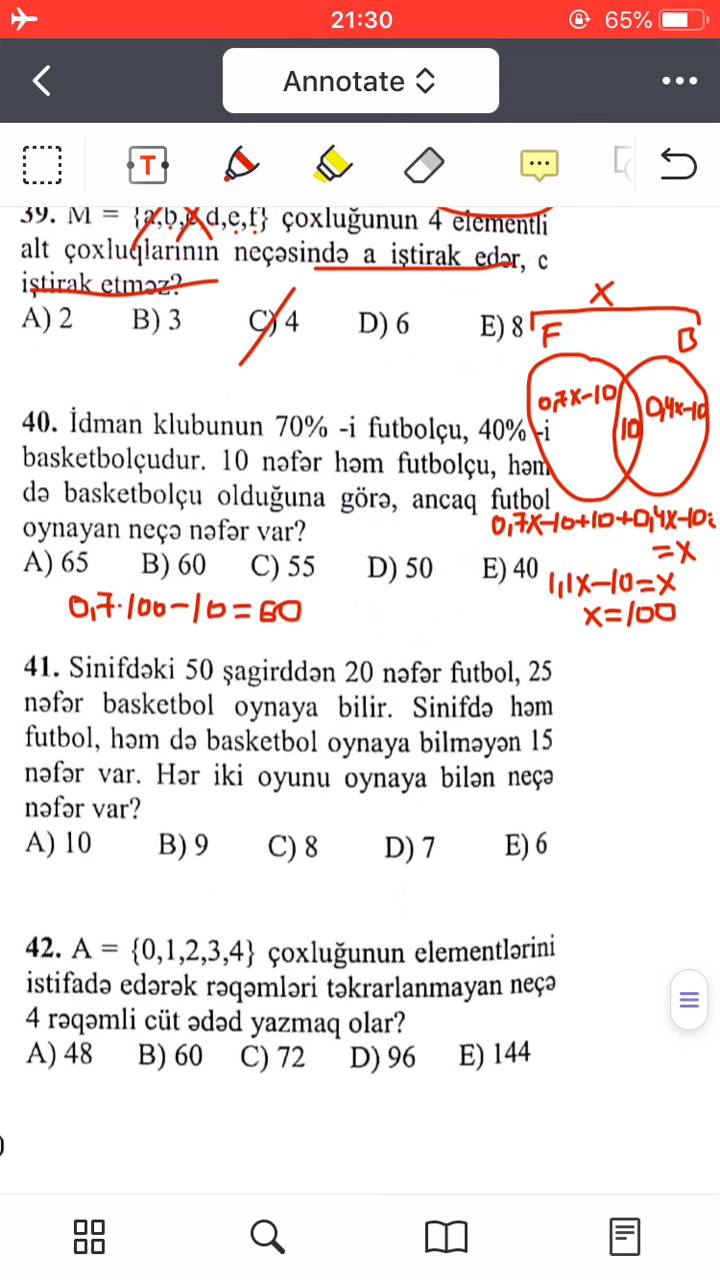 21:30
65%
Annotate
T
39. M = {a,b,c,d,e,f} çoxluğunun 4 elementli
alt çoxluqlarının neçəsində a iştirak edər, c
iştirak etməz?
A) 2 B) 3 C) 4 D) 6 E) 8
X
F B
0,7x-10 10 0,4x-10
40. İdman klubunun 70% -i futbolçu, 40% -i
basketbolçudur. 10 nəfər həm futbolçu, həm
də basketbolçu olduğuna görə, ancaq futbol
oynayan neçə nəfər var?
A) 65 B) 60 C) 55 D) 50 E) 40
0,7x-10+10+0,4x-10=
=x
1,1x-10=x
x=100
0,7·100-10=60
41. Sinifdəki 50 şagirddən 20 nəfər futbol, 25
nəfər basketbol oynaya bilir. Sinifdə həm
futbol, həm də basketbol oynaya bilməyən 15
nəfər var. Hər iki oyunu oynaya bilən neçə
nəfər var?
A) 10 B) 9 C) 8 D) 7 E) 6
42. A = {0,1,2,3,4} çoxluğunun elementlərini
istifadə edərək rəqəmləri təkrarlanmayan neçə
4 rəqəmli cüt ədəd yazmaq olar?
A) 48 B) 60 C) 72 D) 96 E) 144